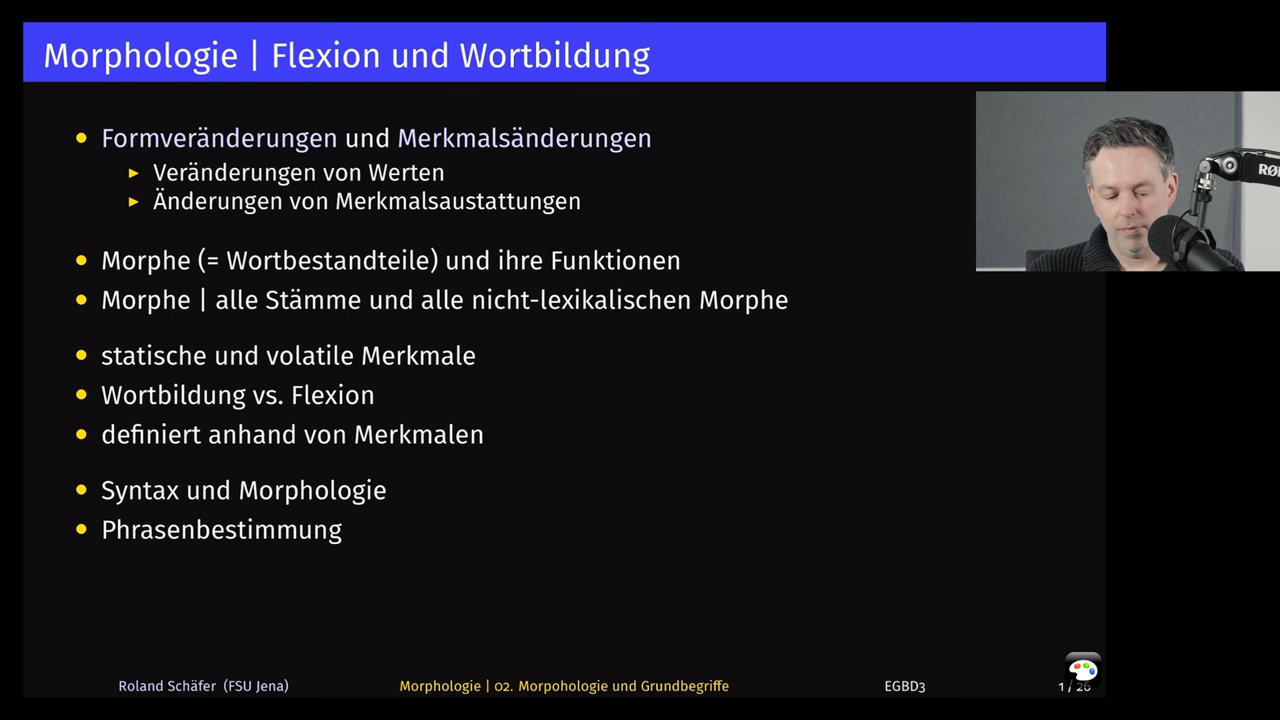 Morphologie | Flexion und Wortbildung
• Formveränderungen und Merkmalsänderungen
▸ Veränderungen von Werten
▸ Änderungen von Merkmalsaustattungen
• Morphe (= Wortbestandteile) und ihre Funktionen
• Morphe | alle Stämme und alle nicht-lexikalischen Morphe
• statische und volatile Merkmale
• Wortbildung vs. Flexion
• definiert anhand von Merkmalen
• Syntax und Morphologie
• Phrasenbestimmung
Roland Schäfer (FSU Jena) Morphologie | 02. Morpohologie und Grundbegriffe EGBD3 1 / 26